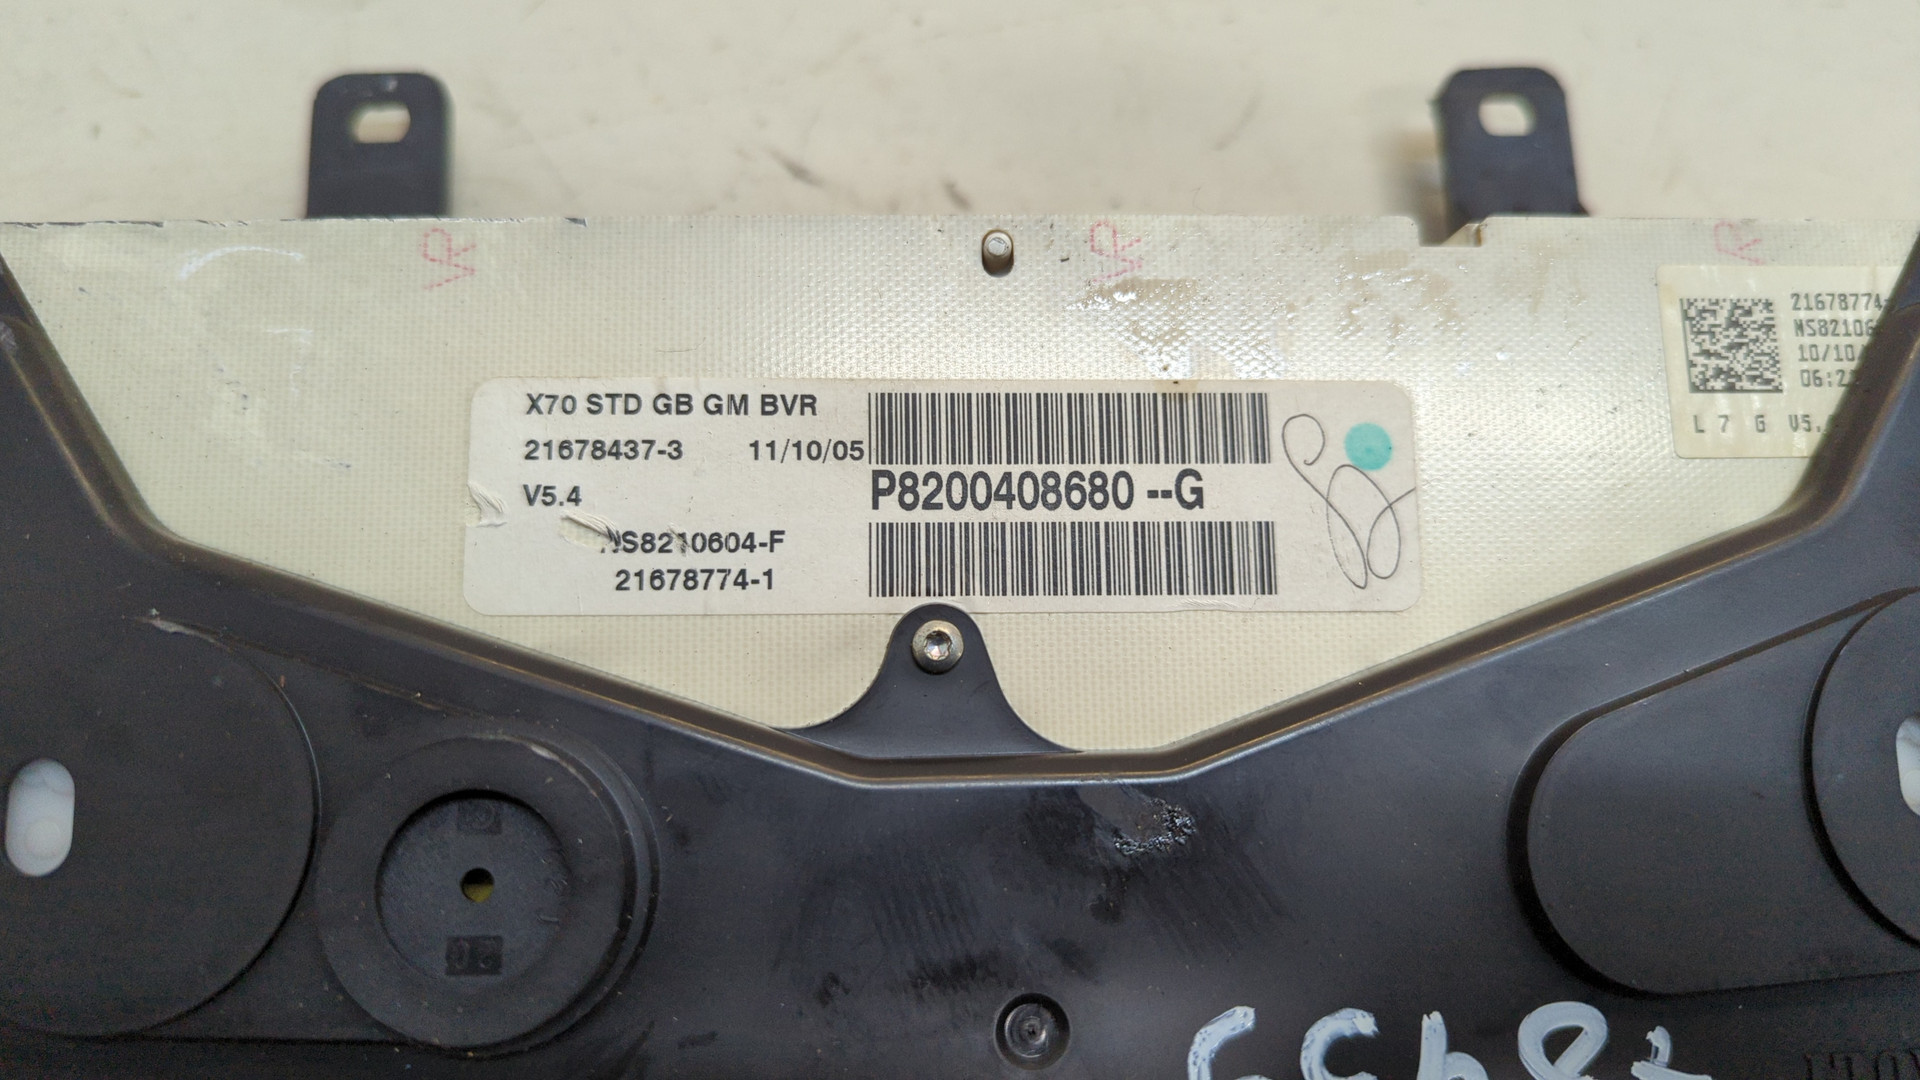 VR
VR
R
X70 STD GB GM BVR
21678437-3 11/10/05
V5.4
P8200408680 --G
NS8210604-F
21678774-1
21678774-
NS82106
10/10/
06:22
L 7 G V5.